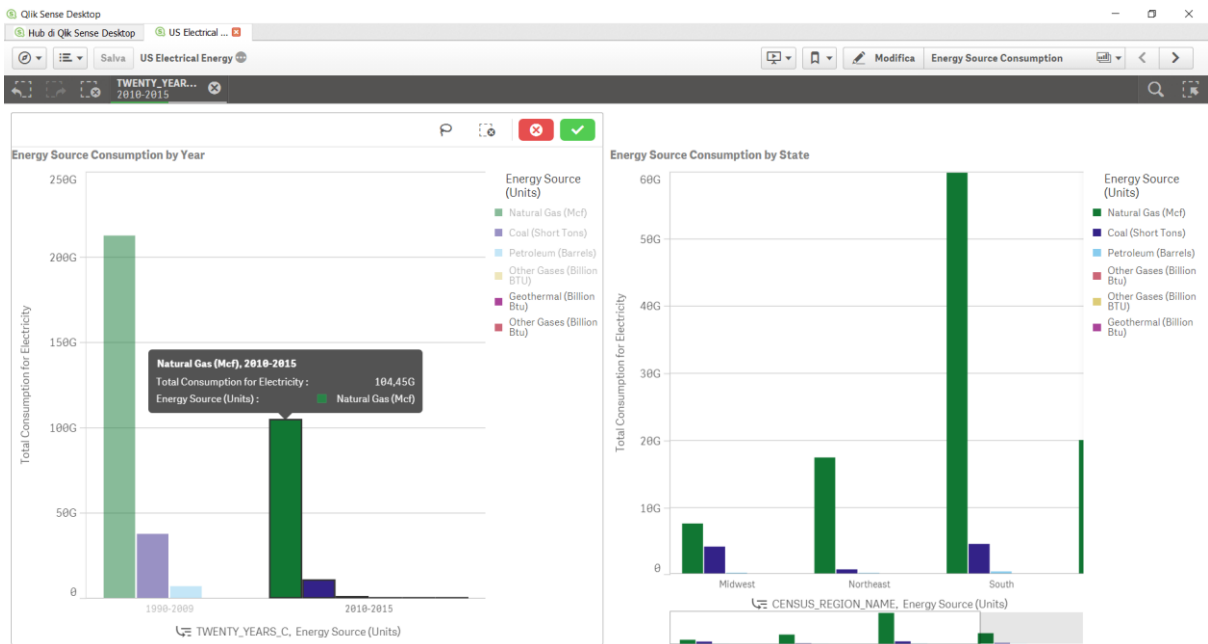 Qlik Sense Desktop
Hub di Qlik Sense Desktop
US Electrical ...
Salva
US Electrical Energy
Modifica
Energy Source Consumption
TWENTY_YEAR...
2010-2015
Energy Source Consumption by Year
250G
200G
150G
100G
50G
0
Total Consumption for Electricity
Natural Gas (Mcf), 2010-2015
Total Consumption for Electricity : 104,45G
Energy Source (Units) : Natural Gas (Mcf)
1990-2009
2010-2015
TWENTY_YEARS_C, Energy Source (Units)
Energy Source
(Units)
Natural Gas (Mcf)
Coal (Short Tons)
Petroleum (Barrels)
Other Gases (Billion
BTU)
Geothermal (Billion
Btu)
Other Gases (Billion
Btu)
Energy Source Consumption by State
60G
50G
40G
30G
20G
10G
0
Total Consumption for Electricity
Midwest
Northeast
South
CENSUS_REGION_NAME, Energy Source (Units)
Energy Source
(Units)
Natural Gas (Mcf)
Coal (Short Tons)
Petroleum (Barrels)
Other Gases (Billion
Btu)
Other Gases (Billion
BTU)
Geothermal (Billion
Btu)